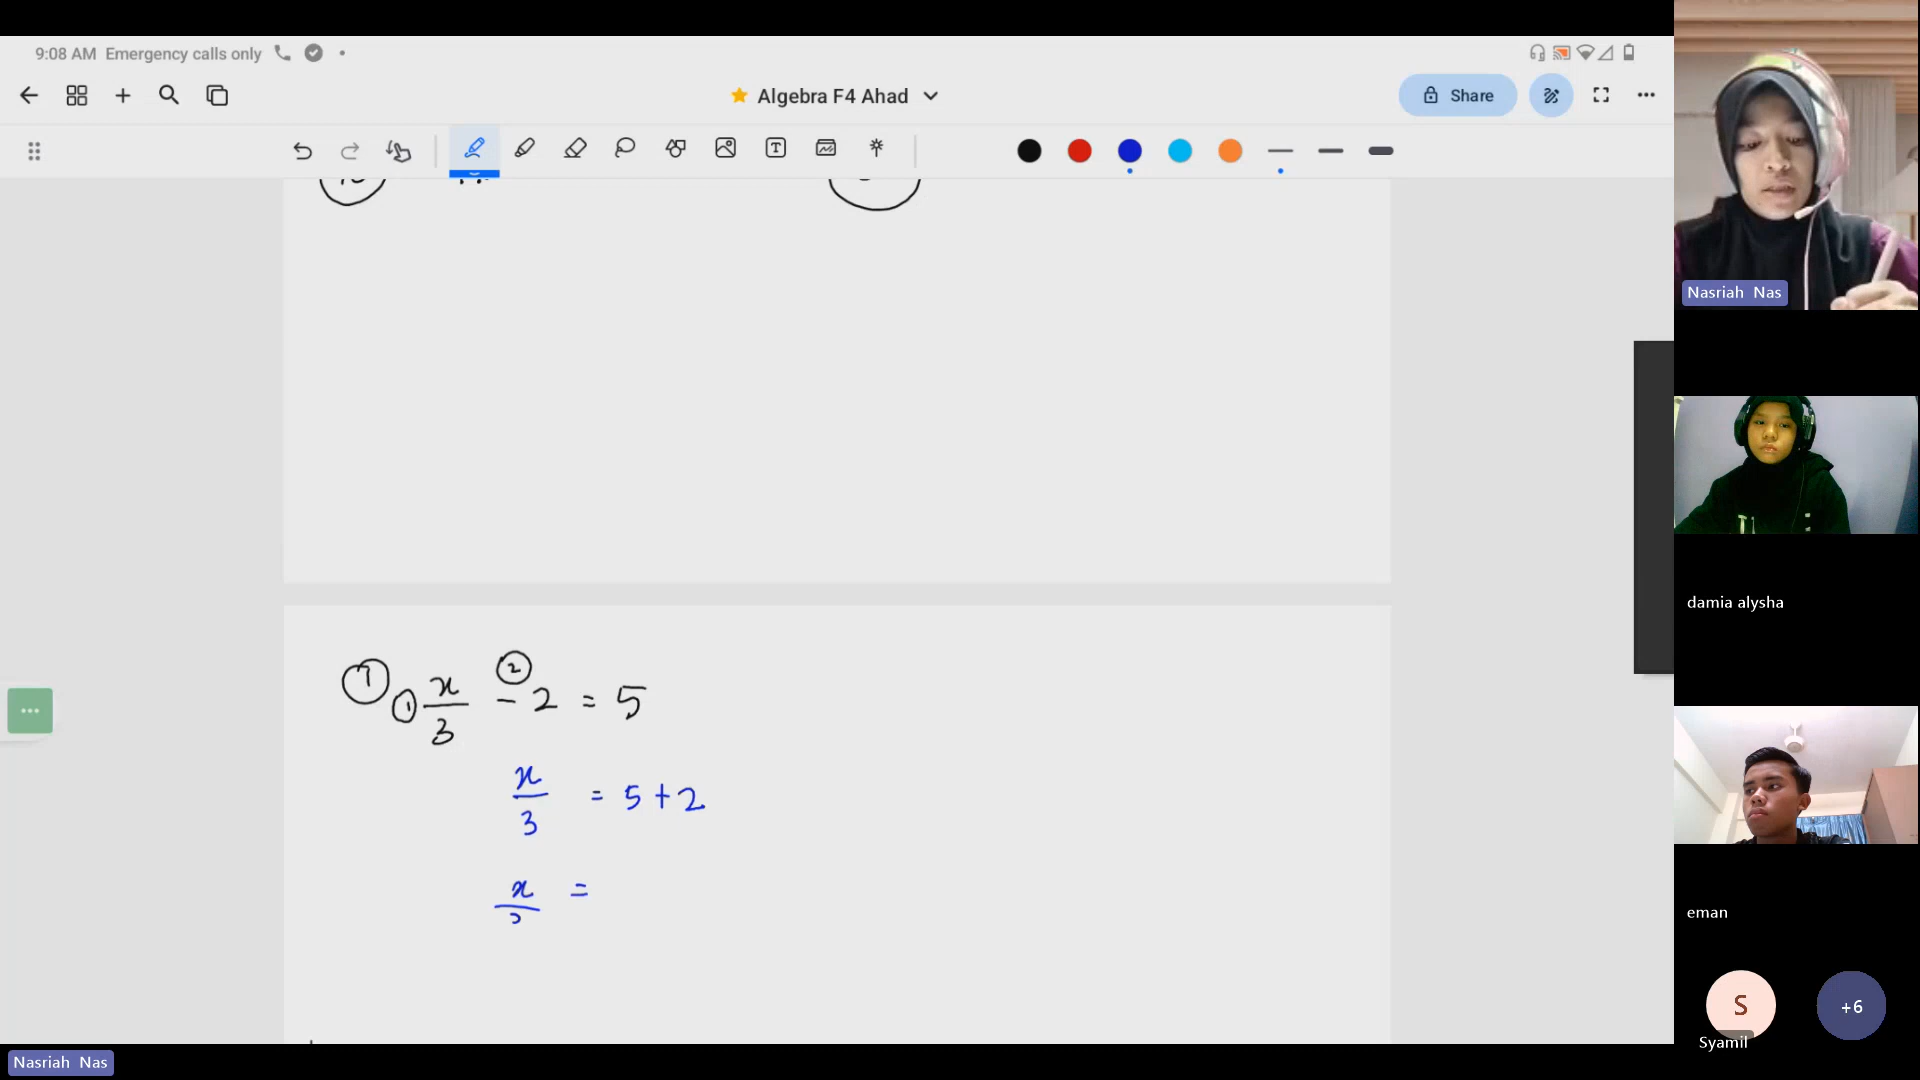 9:08 AM Emergency calls only
Algebra F4 Ahad
Share
⑦ ① x/3 ② - 2 = 5
x/3 = 5 + 2
x/3 =
Nasriah Nas
damia alysha
eman
S
Syamil
+6
Nasriah Nas